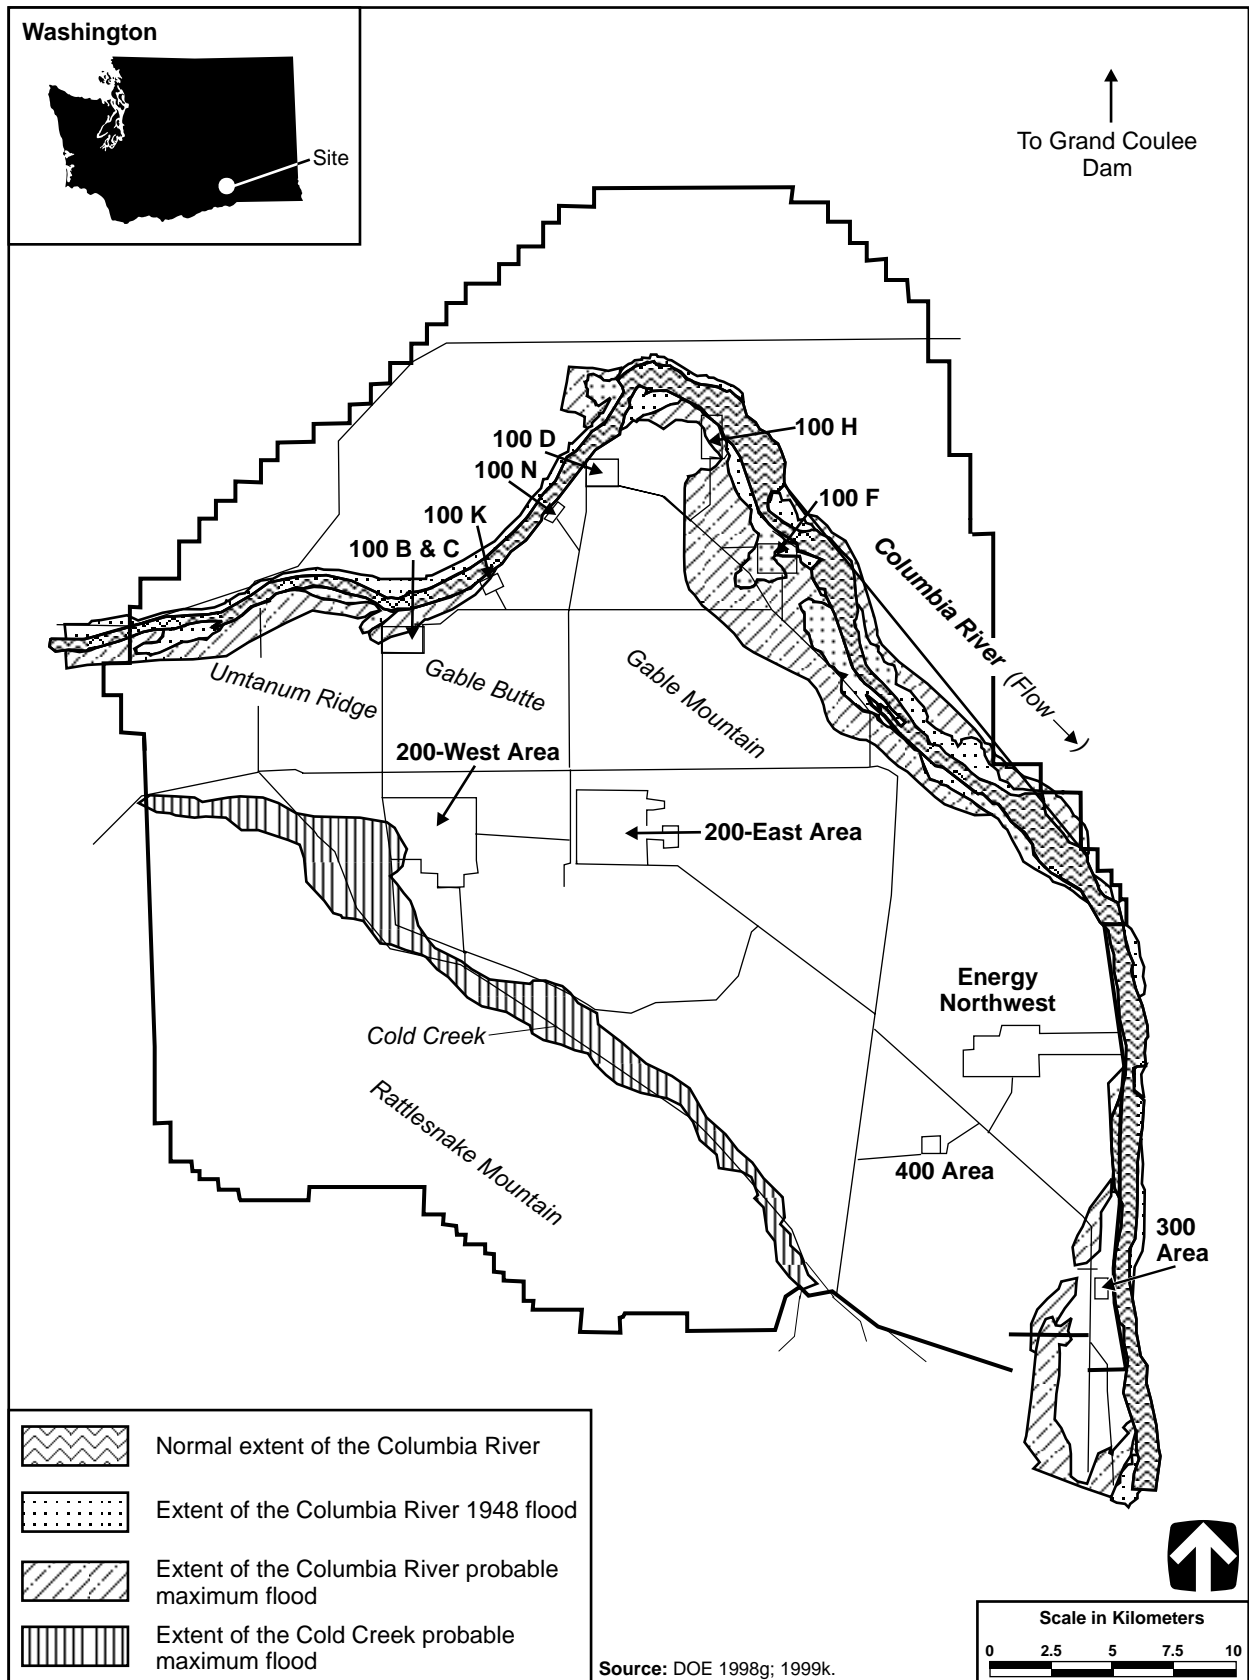 Washington
Site
To Grand Coulee
Dam
100 H
100 D
100 N
100 F
100 K
100 B & C
Columbia River (Flow )
Umtanum Ridge
Gable Butte
Gable Mountain
200-West Area
200-East Area
Energy
Northwest
Cold Creek
Rattlesnake Mountain
400 Area
300
Area
Normal extent of the Columbia River
Extent of the Columbia River 1948 flood
Extent of the Columbia River probable
maximum flood
Extent of the Cold Creek probable
maximum flood
Source: DOE 1998g; 1999k.
Scale in Kilometers
0 2.5 5 7.5 10